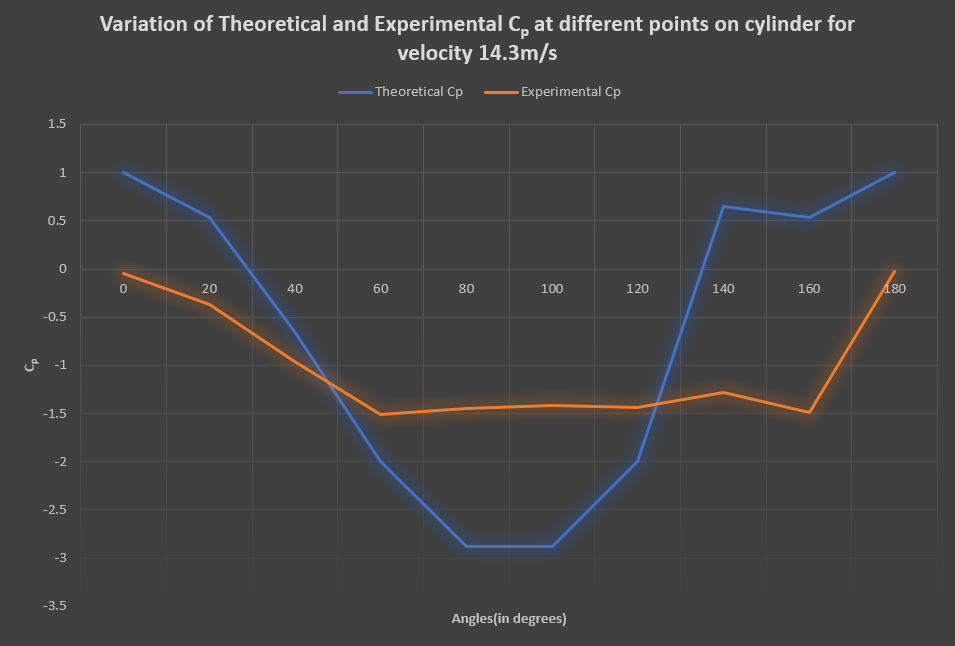 Variation of Theoretical and Experimental Cp at different points on cylinder for
velocity 14.3m/s
Theoretical Cp Experimental Cp
1.5
1
0.5
0
0 20 40 60 80 100 120 140 160 180
-0.5
-1
Cp
-1.5
-2
-2.5
-3
-3.5
Angles(in degrees)